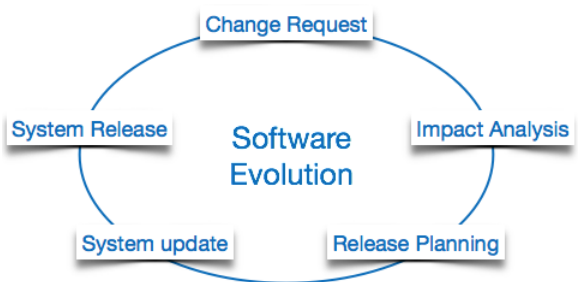 Change Request
System Release
Software
Evolution
Impact Analysis
System update
Release Planning